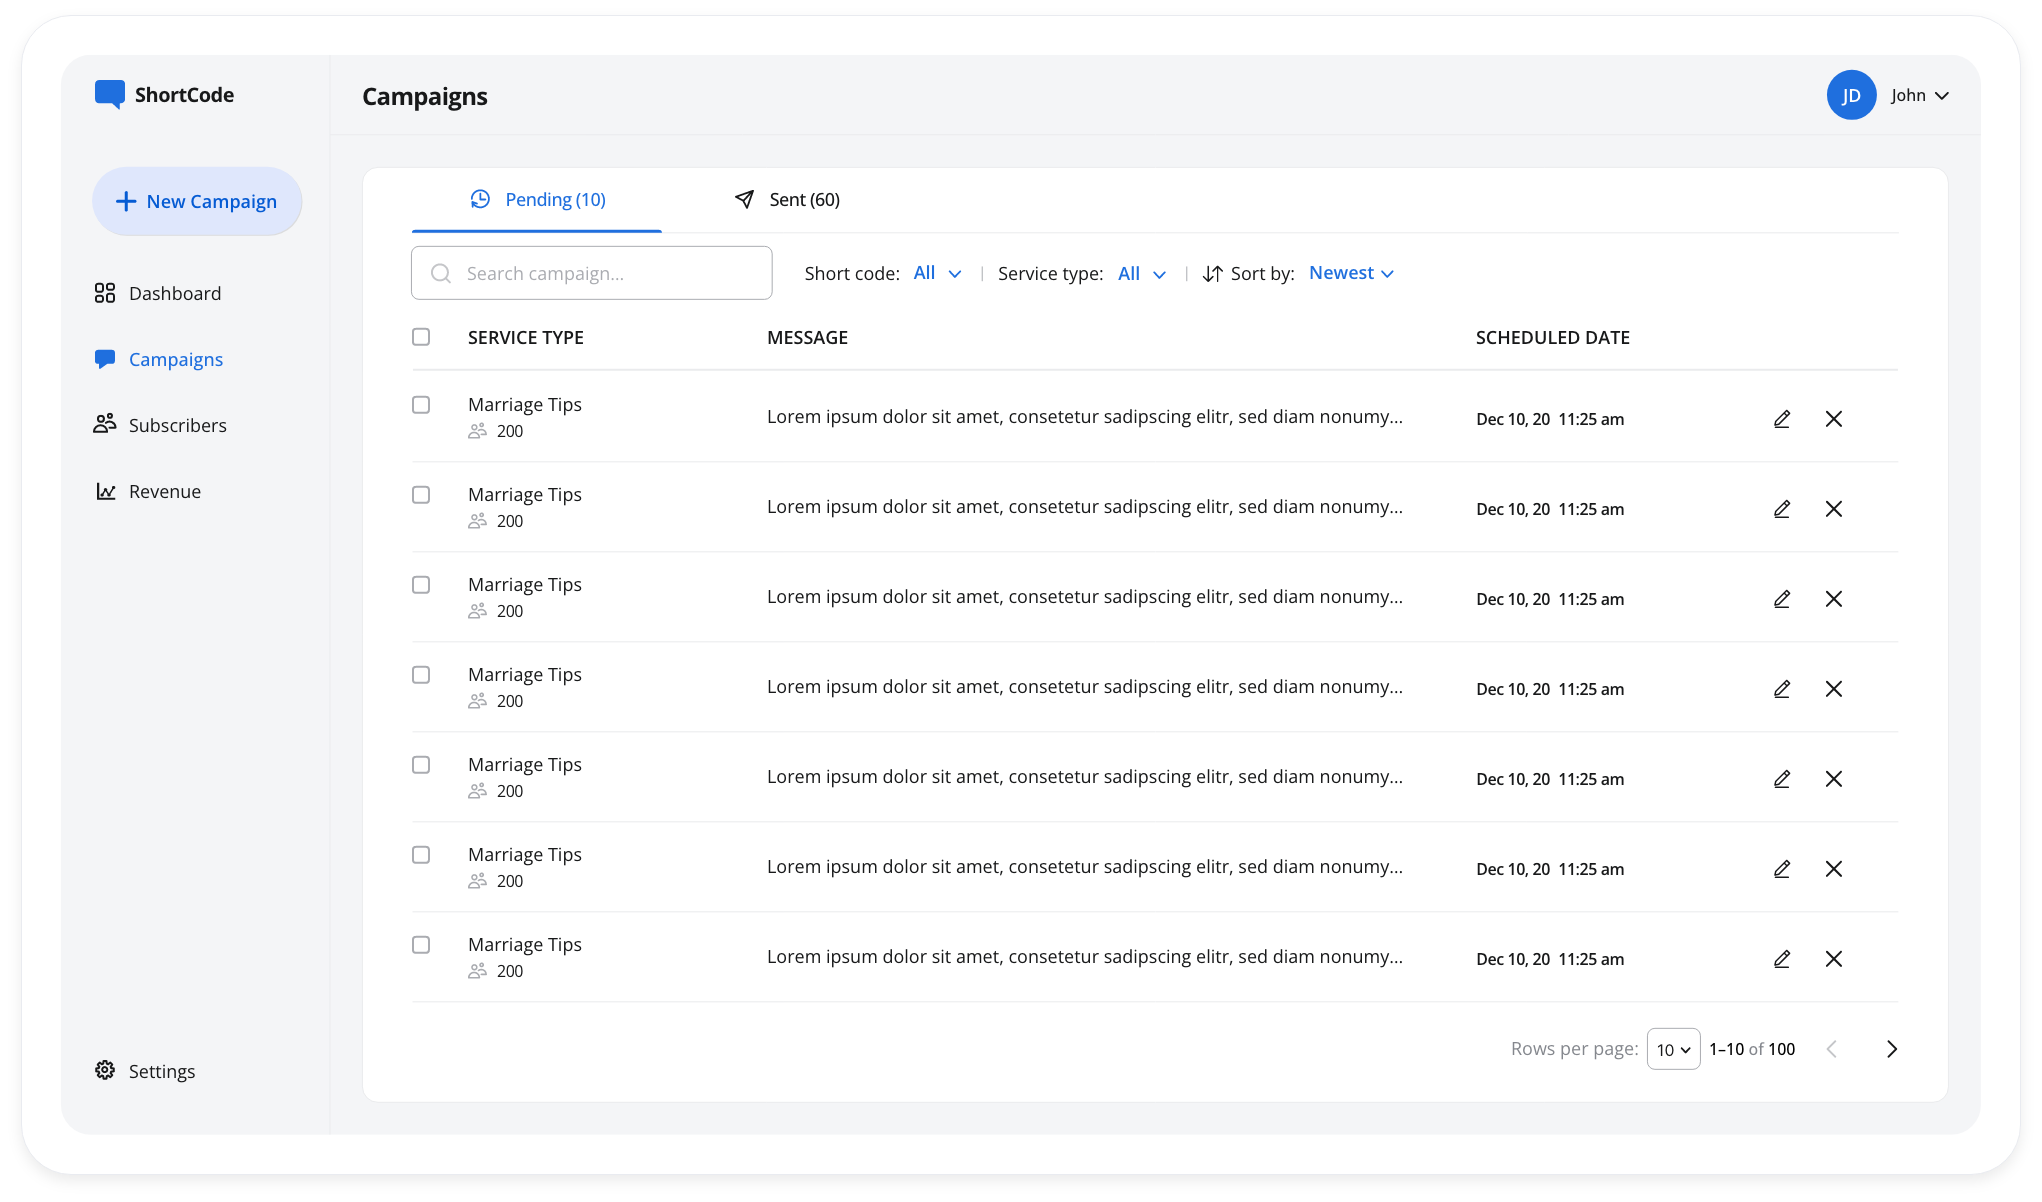 ShortCode
Campaigns
JD John
New Campaign
Dashboard
Campaigns
Subscribers
Revenue
Settings
Pending (10) Sent (60)
Search campaign... Short code: All | Service type: All | Sort by: Newest
SERVICE TYPE MESSAGE SCHEDULED DATE
Marriage Tips
200
Lorem ipsum dolor sit amet, consetetur sadipscing elitr, sed diam nonumy... Dec 10, 20 11:25 am
Marriage Tips
200
Lorem ipsum dolor sit amet, consetetur sadipscing elitr, sed diam nonumy... Dec 10, 20 11:25 am
Marriage Tips
200
Lorem ipsum dolor sit amet, consetetur sadipscing elitr, sed diam nonumy... Dec 10, 20 11:25 am
Marriage Tips
200
Lorem ipsum dolor sit amet, consetetur sadipscing elitr, sed diam nonumy... Dec 10, 20 11:25 am
Marriage Tips
200
Lorem ipsum dolor sit amet, consetetur sadipscing elitr, sed diam nonumy... Dec 10, 20 11:25 am
Marriage Tips
200
Lorem ipsum dolor sit amet, consetetur sadipscing elitr, sed diam nonumy... Dec 10, 20 11:25 am
Marriage Tips
200
Lorem ipsum dolor sit amet, consetetur sadipscing elitr, sed diam nonumy... Dec 10, 20 11:25 am
Rows per page: 10 1–10 of 100